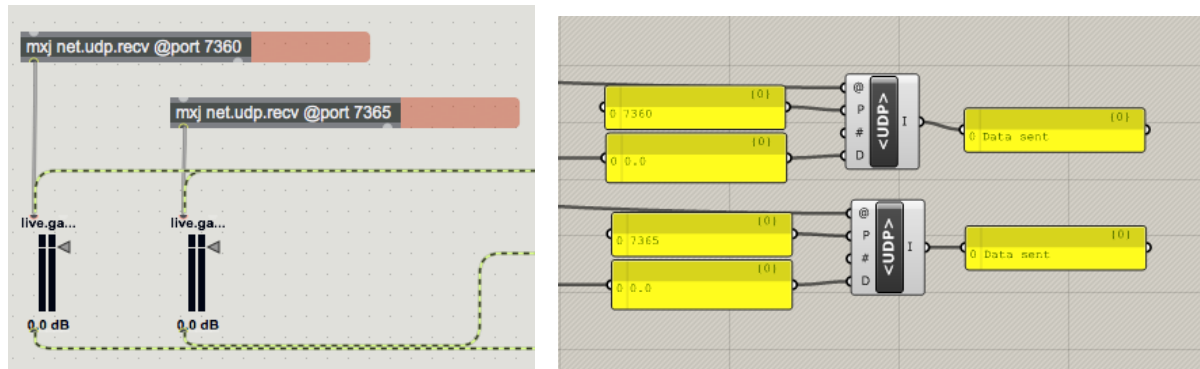 mxj net.udp.recv @port 7360
mxj net.udp.recv @port 7365
live.ga...
live.ga...
0.0 dB
0.0 dB
{0}
0 7360
{0}
0 0.0
@
P
#
D
<UDP>
I
{0}
0 Data sent
{0}
0 7365
{0}
0 0.0
@
P
#
D
<UDP>
I
{0}
0 Data sent